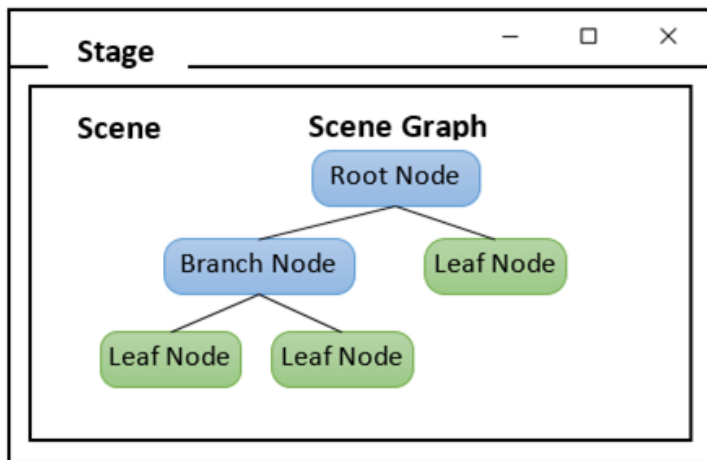 Stage
Scene
Scene Graph
Root Node
Branch Node
Leaf Node
Leaf Node
Leaf Node